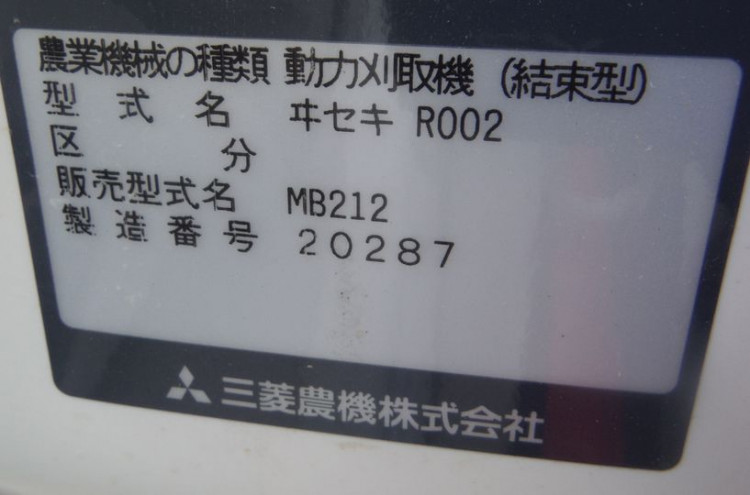 農業機械の種類 動力刈取機 (結束型)
型式名 ヰセキ R002
区分
販売型式名 MB212
製造番号 20287
三菱農機株式会社